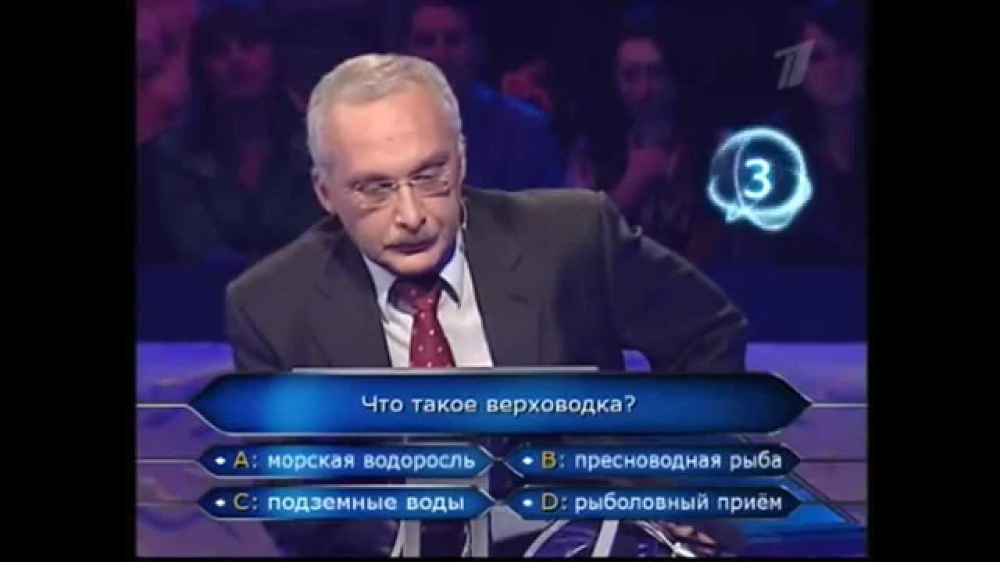 3
Что такое верховодка?
A: морская водоросль
B: пресноводная рыба
C: подземные воды
D: рыболовный приём